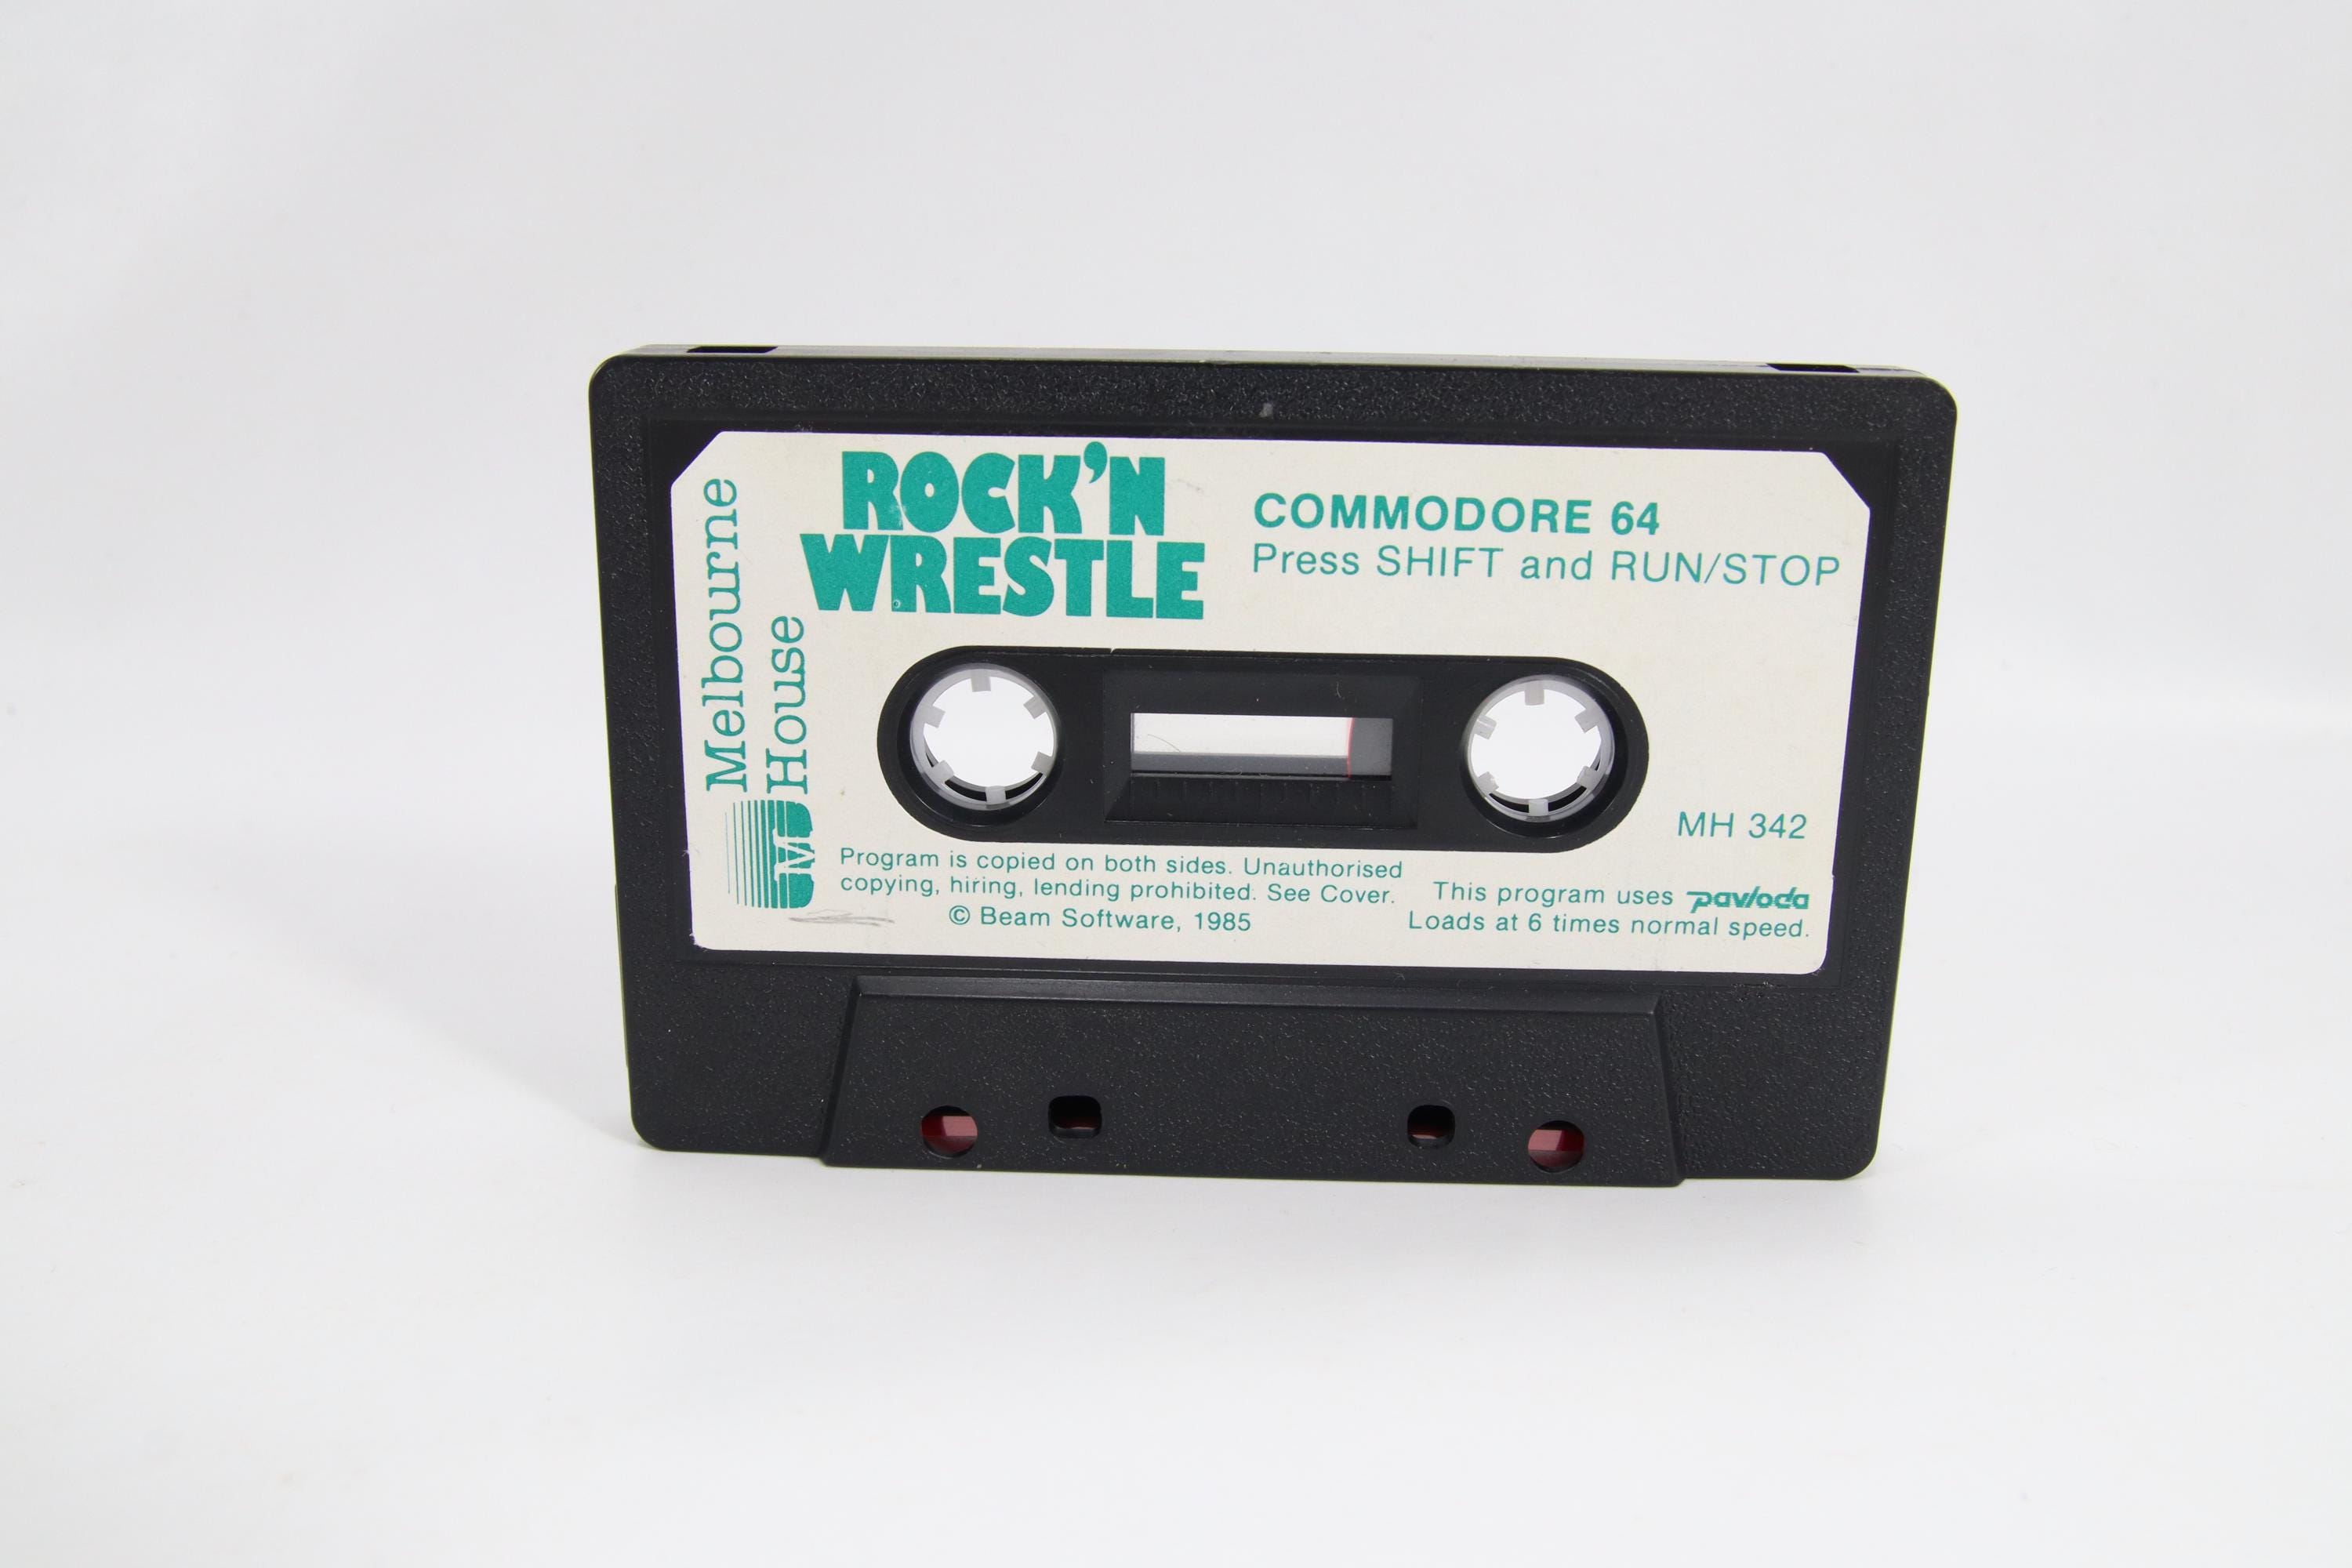 Melbourne
House
M
ROCK'N
WRESTLE
COMMODORE 64
Press SHIFT and RUN/STOP
MH 342
Program is copied on both sides. Unauthorised
copying, hiring, lending prohibited. See Cover.
© Beam Software, 1985
This program uses pavloda
Loads at 6 times normal speed.